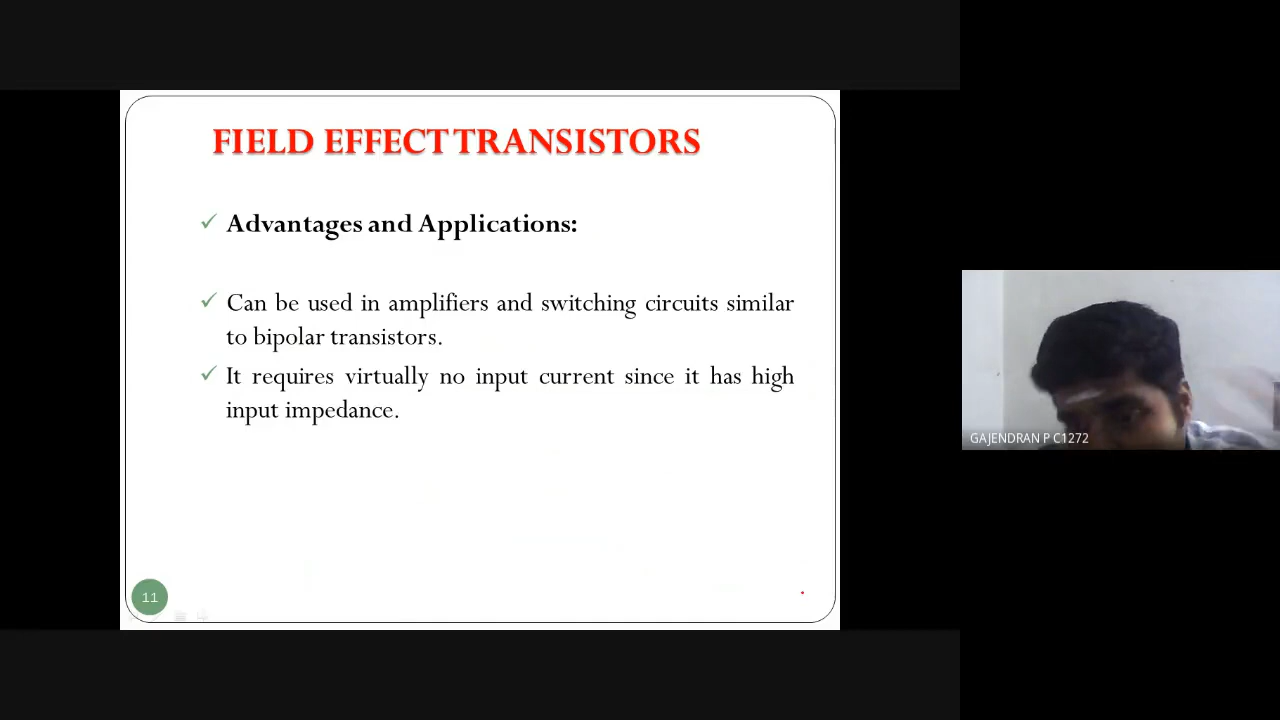 FIELD EFFECT TRANSISTORS
Advantages and Applications:
Can be used in amplifiers and switching circuits similar
to bipolar transistors.
It requires virtually no input current since it has high
input impedance.
11
GAJENDRAN P C1272